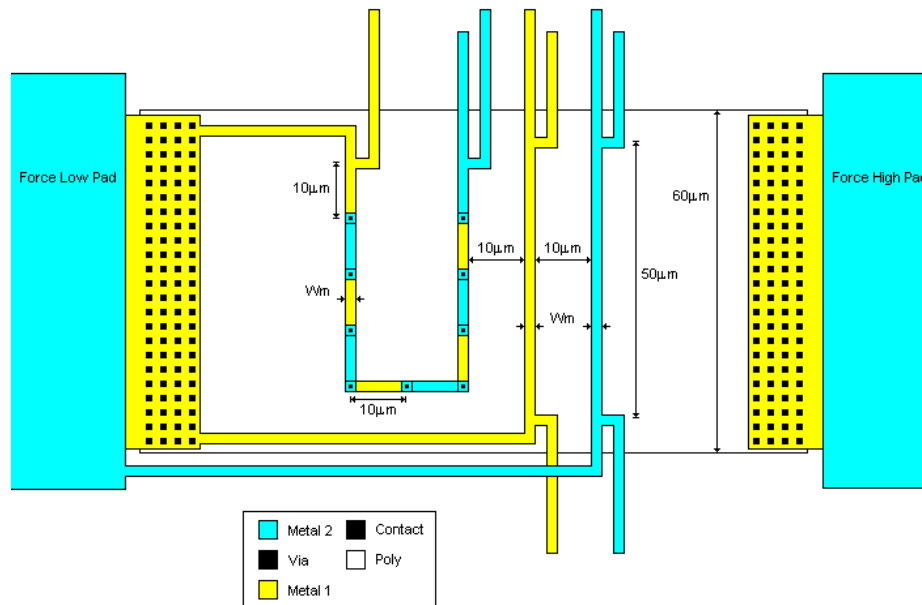 Force Low Pad
Force High Pad
10μm
60μm
10μm
10μm
50μm
Wm
Wm
10μm
Metal 2
Contact
Via
Poly
Metal 1